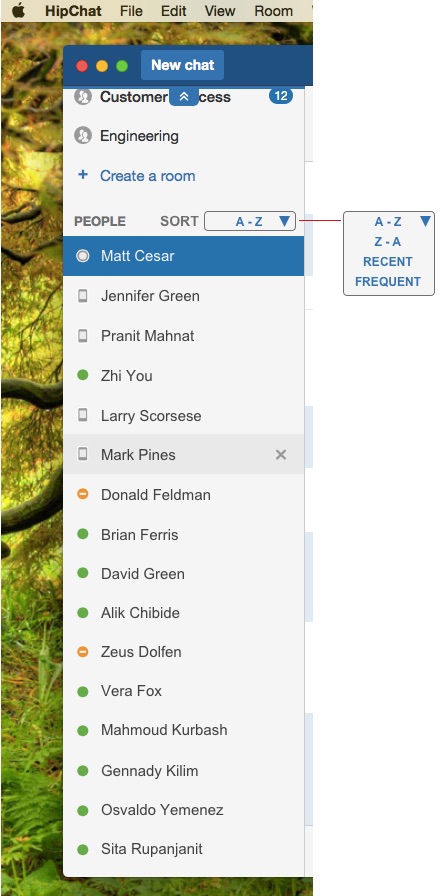 HipChat File Edit View Room
New chat
Customer cess 12
Engineering
+ Create a room
PEOPLE SORT A - Z
A - Z
Z - A
RECENT
FREQUENT
Matt Cesar
Jennifer Green
Pranit Mahnat
Zhi You
Larry Scorsese
Mark Pines
Donald Feldman
Brian Ferris
David Green
Alik Chibide
Zeus Dolfen
Vera Fox
Mahmoud Kurbash
Gennady Kilim
Osvaldo Yemenez
Sita Rupanjanit